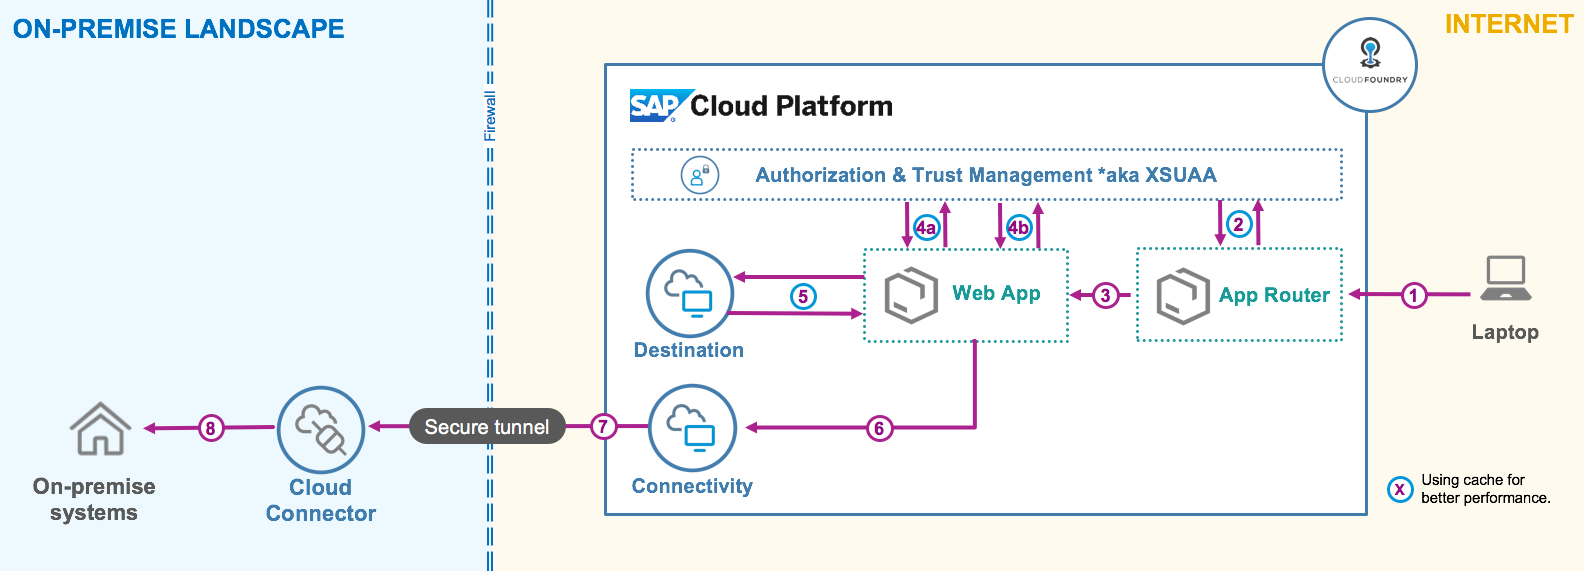 ON-PREMISE LANDSCAPE
INTERNET
CLOUDFOUNDRY
Firewall
SAP Cloud Platform
Authorization & Trust Management *aka XSUAA
4a
4b
2
Web App
App Router
5
3
1
Destination
Laptop
8
Secure tunnel
7
6
On-premise
systems
Cloud
Connector
Connectivity
X
Using cache for
better performance.